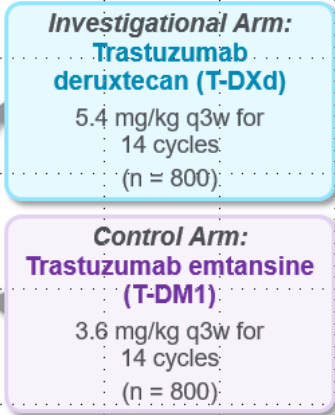 Investigational Arm:
Trastuzumab
deruxtecan (T-DXd)
5.4 mg/kg q3w for
14 cycles
(n = 800)
Control Arm:
Trastuzumab emtansine
(T-DM1)
3.6 mg/kg q3w for
14 cycles
(n = 800)